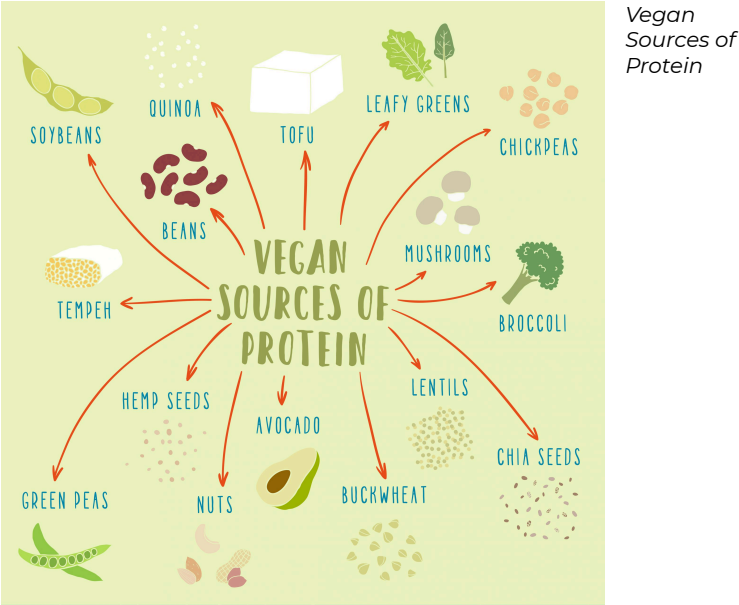 Vegan
Sources of
Protein
SOYBEANS
QUINOA
TOFU
LEAFY GREENS
CHICKPEAS
BEANS
MUSHROOMS
TEMPEH
VEGAN
SOURCES OF
PROTEIN
BROCCOLI
HEMP SEEDS
AVOCADO
LENTILS
CHIA SEEDS
GREEN PEAS
NUTS
BUCKWHEAT